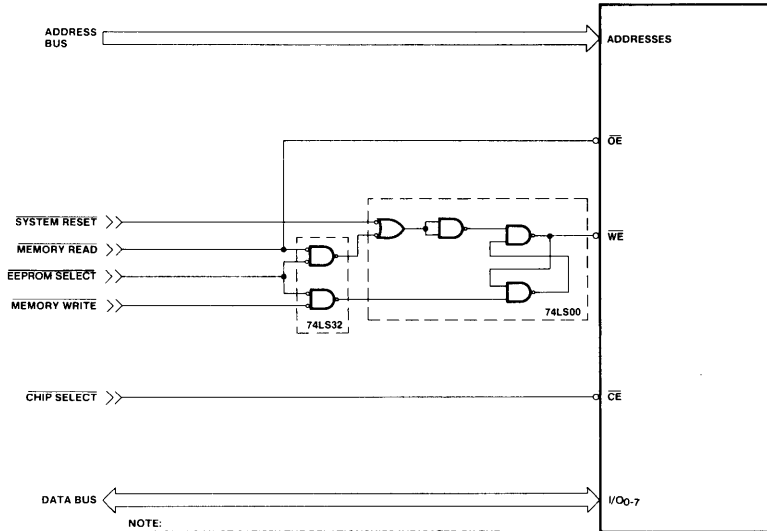 ADDRESS
BUS
ADDRESSES
OE
SYSTEM RESET
WE
MEMORY READ
EEPROM SELECT
MEMORY WRITE
74LS32
74LS00
CHIP SELECT
CE
DATA BUS
I/O0-7
NOTE: